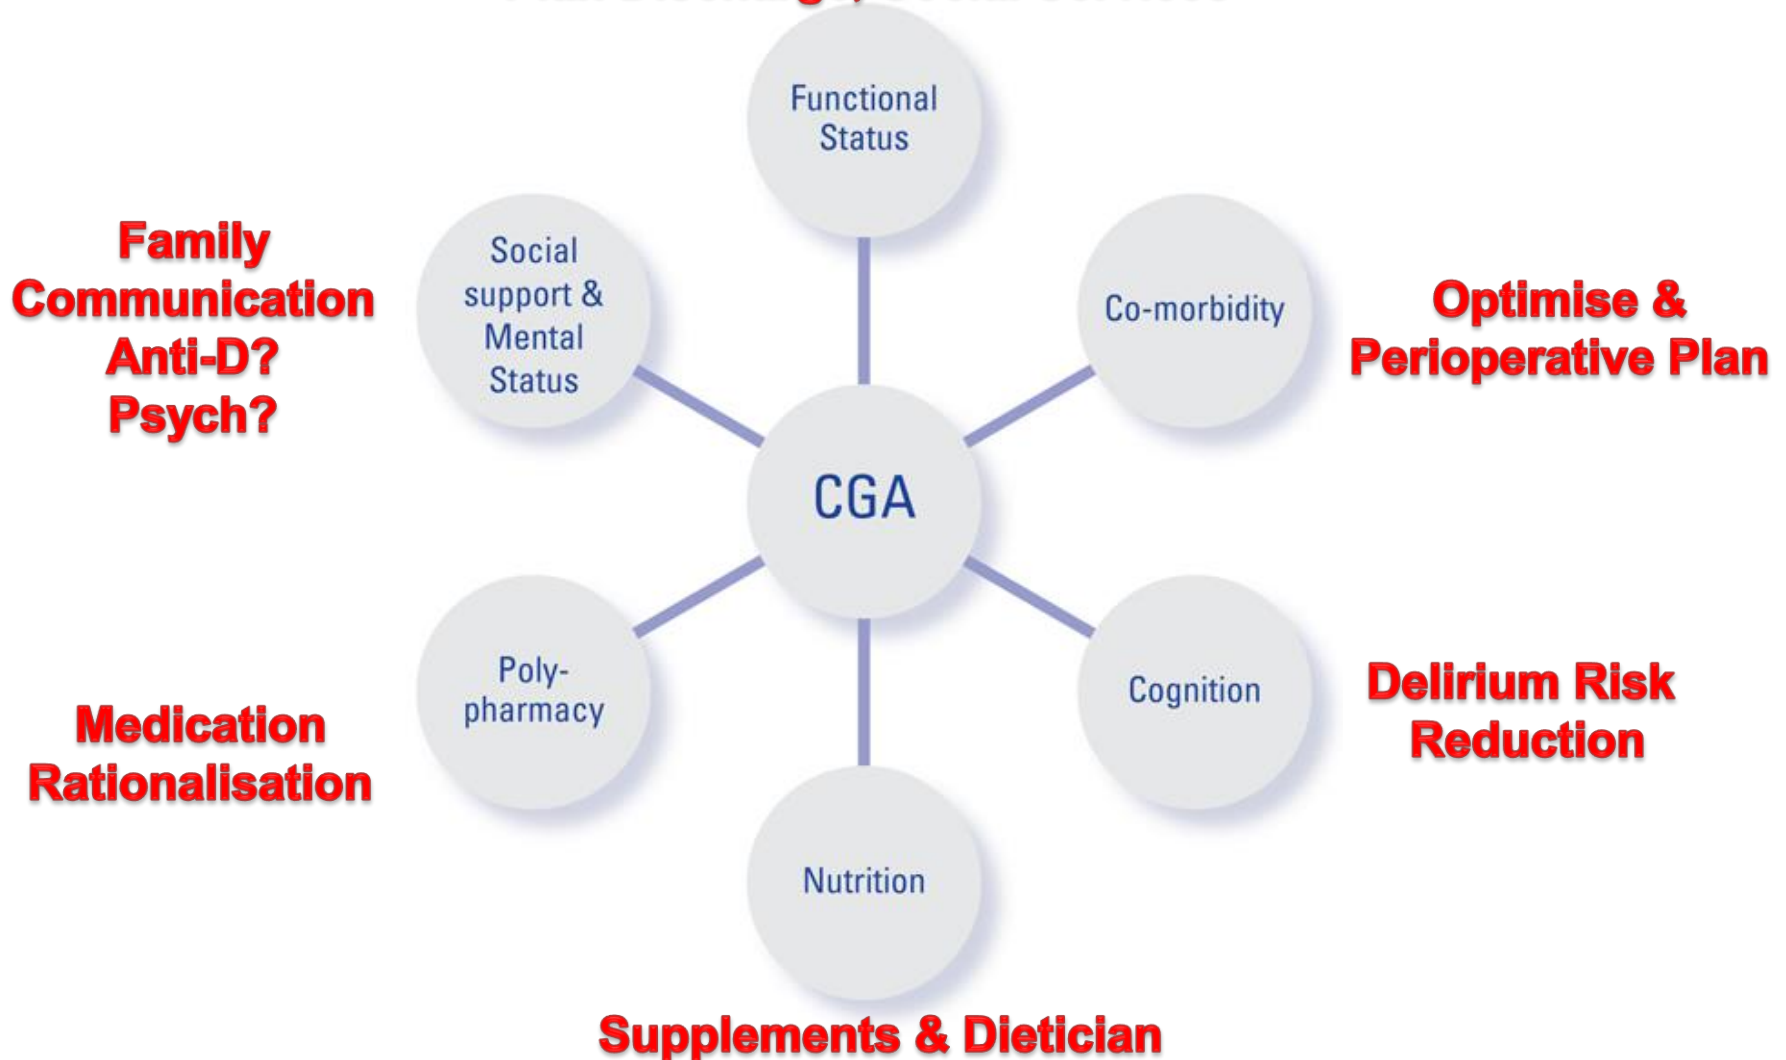 Functional
Status
Family
Communication
Anti-D?
Psych?
Social
support &
Mental
Status
Co-morbidity
Optimise &
Perioperative Plan
CGA
Poly-
pharmacy
Medication
Rationalisation
Cognition
Delirium Risk
Reduction
Nutrition
Supplements & Dietician